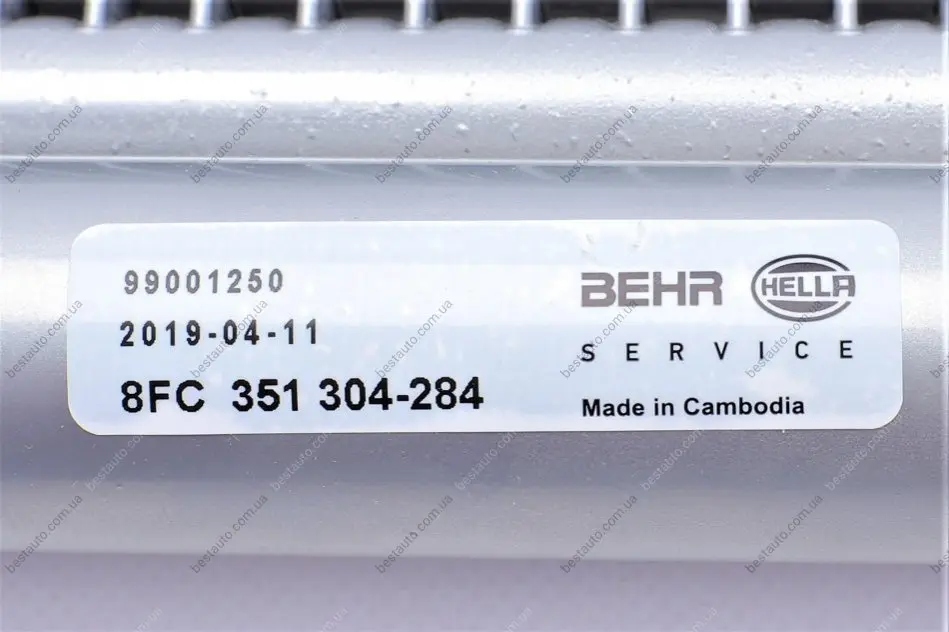 99001250
2019-04-11
8FC 351 304-284
BEHR HELLA
SERVICE
Made in Cambodia
bestauto.com.ua